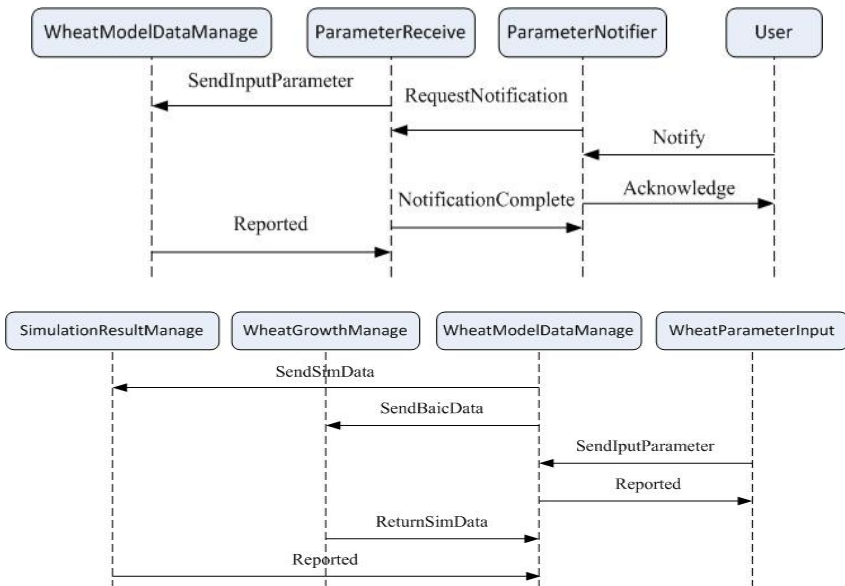 WheatModelDataManage
ParameterReceive
ParameterNotifier
User
SendInputParameter
RequestNotification
Notify
Acknowledge
NotificationComplete
Reported
SimulationResultManage
WheatGrowthManage
WheatModelDataManage
WheatParameterInput
SendSimData
SendBaicData
SendIputParameter
Reported
ReturnSimData
Reported